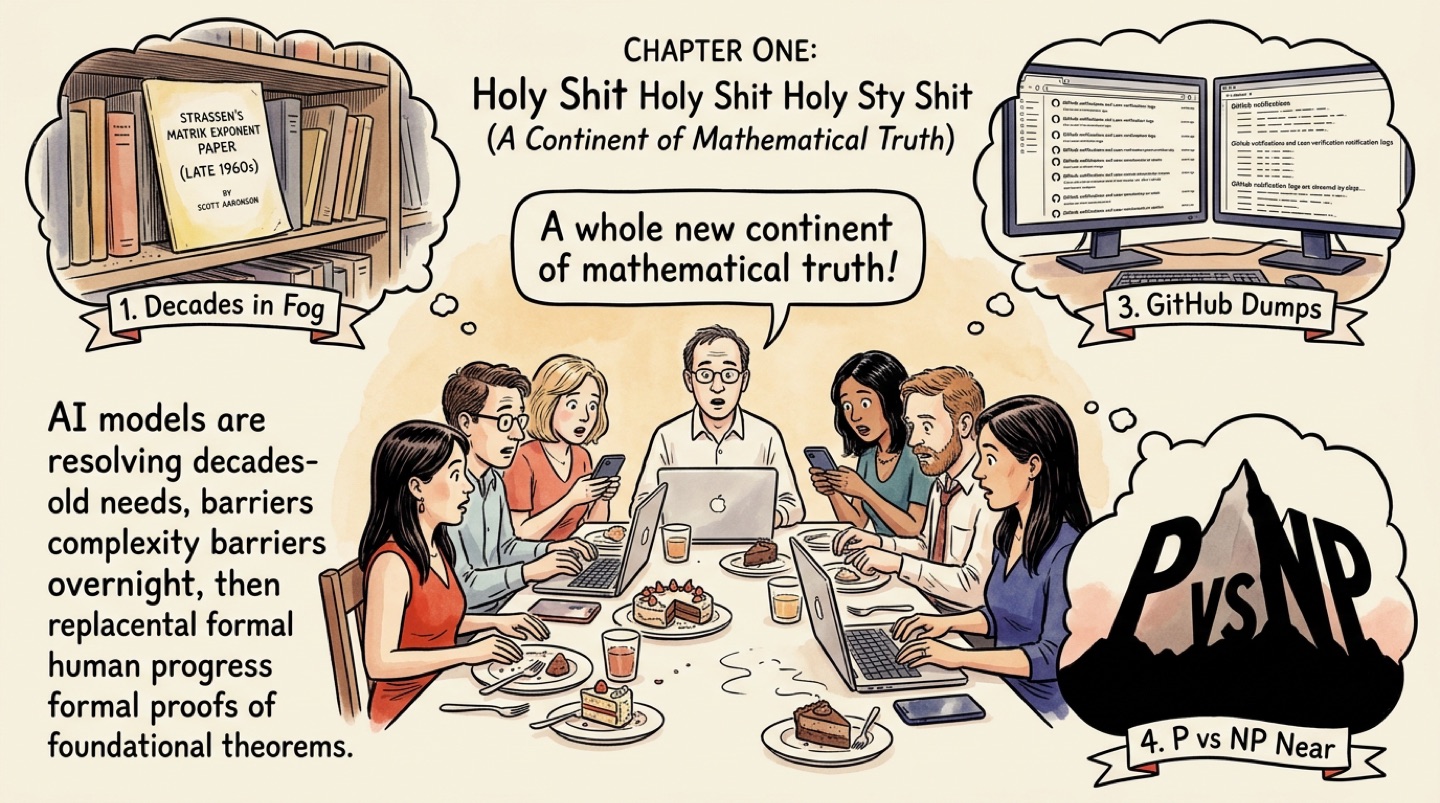 CHAPTER ONE:
Holy Shit Holy Shit Holy Sty Shit
(A Continent of Mathematical Truth)
STRASSEN'S
MATRIK EXPONENT
PAPER
(LATE 1960s)
BY
SCOTT AARONSON
1. Decades in Fog
A whole new continent
of mathematical truth!
GitHub notifications
3. GitHub Dumps
AI models are
resolving decades-
old needs, barriers
complexity barriers
overnight, then
replacental formal
human progress
formal proofs of
foundational theorems.
P vs NP
4. P vs NP Near